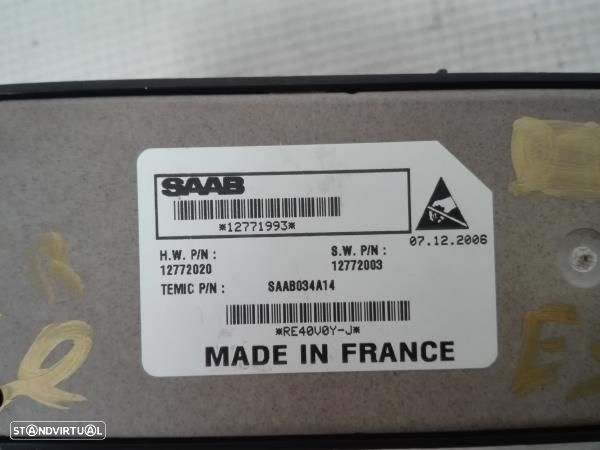 SAAB
*12771993*
07.12.2006
H.W. P/N :
12772020
S.W. P/N :
12772003
TEMIC P/N : SAAB034A14
*RE40V0Y-J*
MADE IN FRANCE
R
E
STANDVIRTUAL